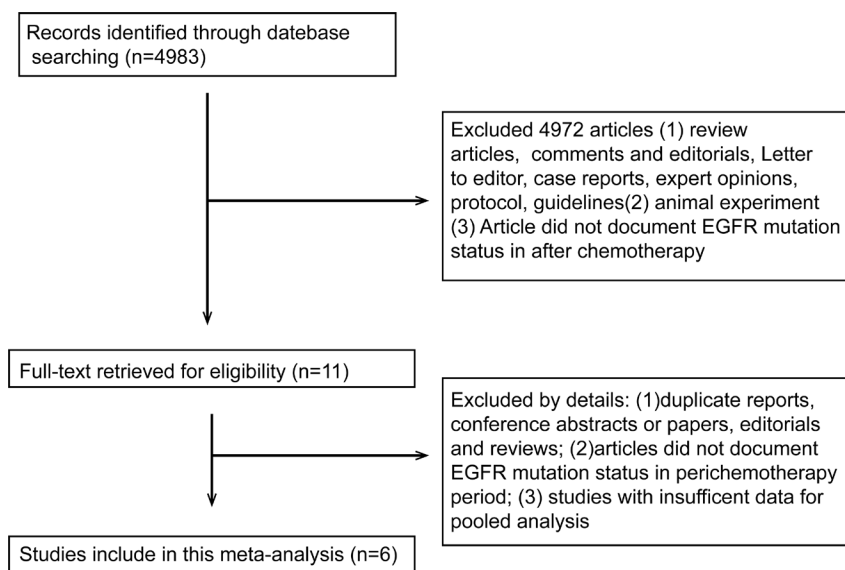 Records identified through datebase
searching (n=4983)
Excluded 4972 articles (1) review
articles, comments and editorials, Letter
to editor, case reports, expert opinions,
protocol, guidelines(2) animal experiment
(3) Article did not document EGFR mutation
status in after chemotherapy
Full-text retrieved for eligibility (n=11)
Excluded by details: (1)duplicate reports,
conference abstracts or papers, editorials
and reviews; (2)articles did not document
EGFR mutation status in perichemotherapy
period; (3) studies with insufficent data for
pooled analysis
Studies include in this meta-analysis (n=6)